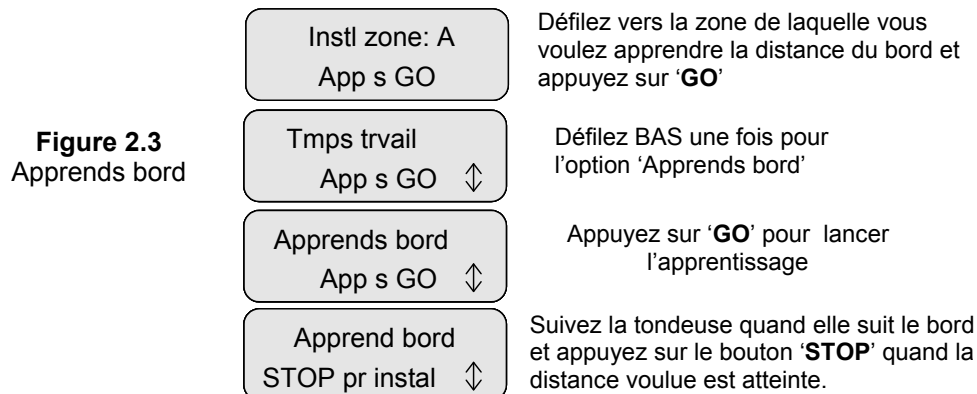 Instl zone: A
App s GO
Défilez vers la zone de laquelle vous
voulez apprendre la distance du bord et
appuyez sur ‘GO’
Figure 2.3
Apprends bord
Tmps trvail
App s GO ↕
Défilez BAS une fois pour
l’option ‘Apprends bord’
Apprends bord
App s GO ↕
Appuyez sur ‘GO’ pour lancer
l’apprentissage
Apprend bord
STOP pr instal ↕
Suivez la tondeuse quand elle suit le bord
et appuyez sur le bouton ‘STOP’ quand la
distance voulue est atteinte.